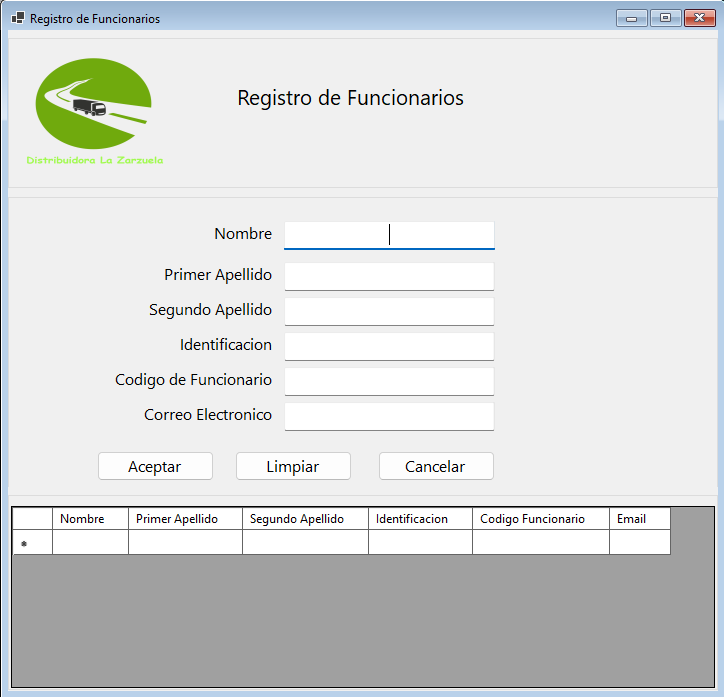 Registro de Funcionarios
Registro de Funcionarios
Distribuidora La Zarzuela
Nombre
Primer Apellido
Segundo Apellido
Identificacion
Codigo de Funcionario
Correo Electronico
Aceptar Limpiar Cancelar
Nombre Primer Apellido Segundo Apellido Identificacion Codigo Funcionario Email